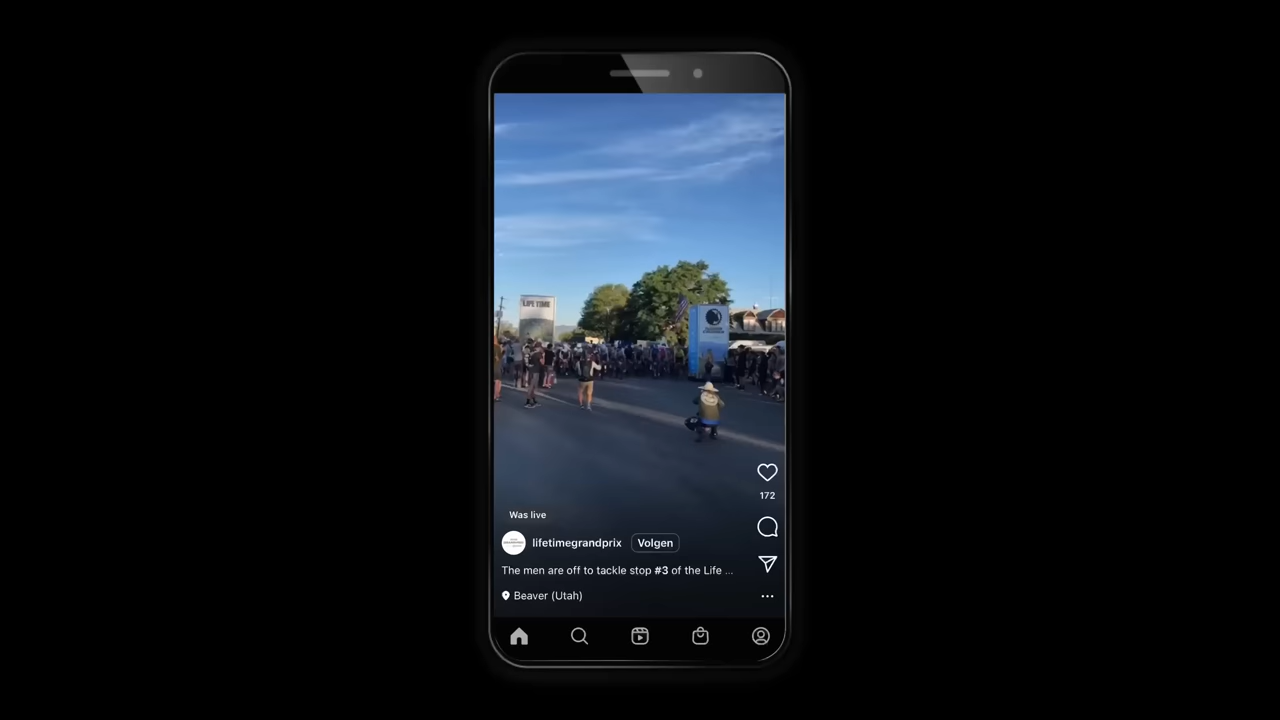 LIFE TIME
Was live
lifetimegrandprix Volgen
The men are off to tackle stop #3 of the Life ...
Beaver (Utah)
172